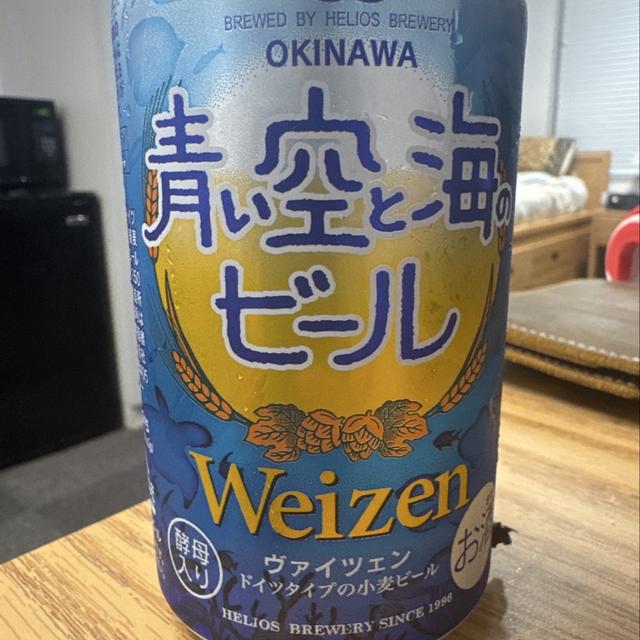 BREWED BY HELIOS BREWERY
OKINAWA
青い空と海の
ビール
Weizen
酵母
入り
ヴァイツェン
ドイツタイプの小麦ビール
お酒
HELIOS BREWERY SINCE 1996